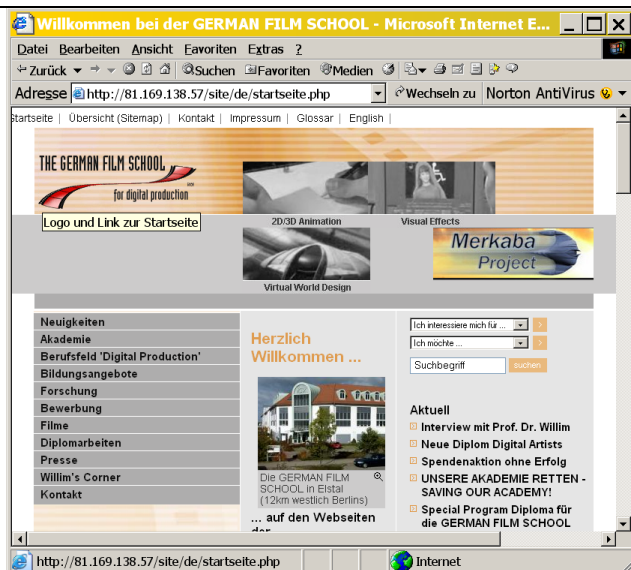 Willkommen bei der GERMAN FILM SCHOOL - Microsoft Internet E...
Datei Bearbeiten Ansicht Favoriten Extras ?
Zurück Suchen Favoriten Medien
Adresse http://81.169.138.57/site/de/startseite.php Wechseln zu Norton AntiVirus
Startseite | Übersicht (Sitemap) | Kontakt | Impressum | Glossar | English |
THE GERMAN FILM SCHOOL
for digital production
Logo und Link zur Startseite
2D/3D Animation Visual Effects
Merkaba
Project
Virtual World Design
Neuigkeiten
Akademie
Berufsfeld 'Digital Production'
Bildungsangebote
Forschung
Bewerbung
Filme
Diplomarbeiten
Presse
Willim's Corner
Kontakt
Herzlich
Willkommen ...
Die GERMAN FILM
SCHOOL in Elstal
(12km westlich Berlins)
... auf den Webseiten
der
Ich interessiere mich für ...
Ich möchte ...
Suchbegriff suchen
Aktuell
Interview mit Prof. Dr. Willim
Neue Diplom Digital Artists
Spendenaktion ohne Erfolg
UNSERE AKADEMIE RETTEN -
SAVING OUR ACADEMY!
Special Program Diploma für
die GERMAN FILM SCHOOL
http://81.169.138.57/site/de/startseite.php Internet